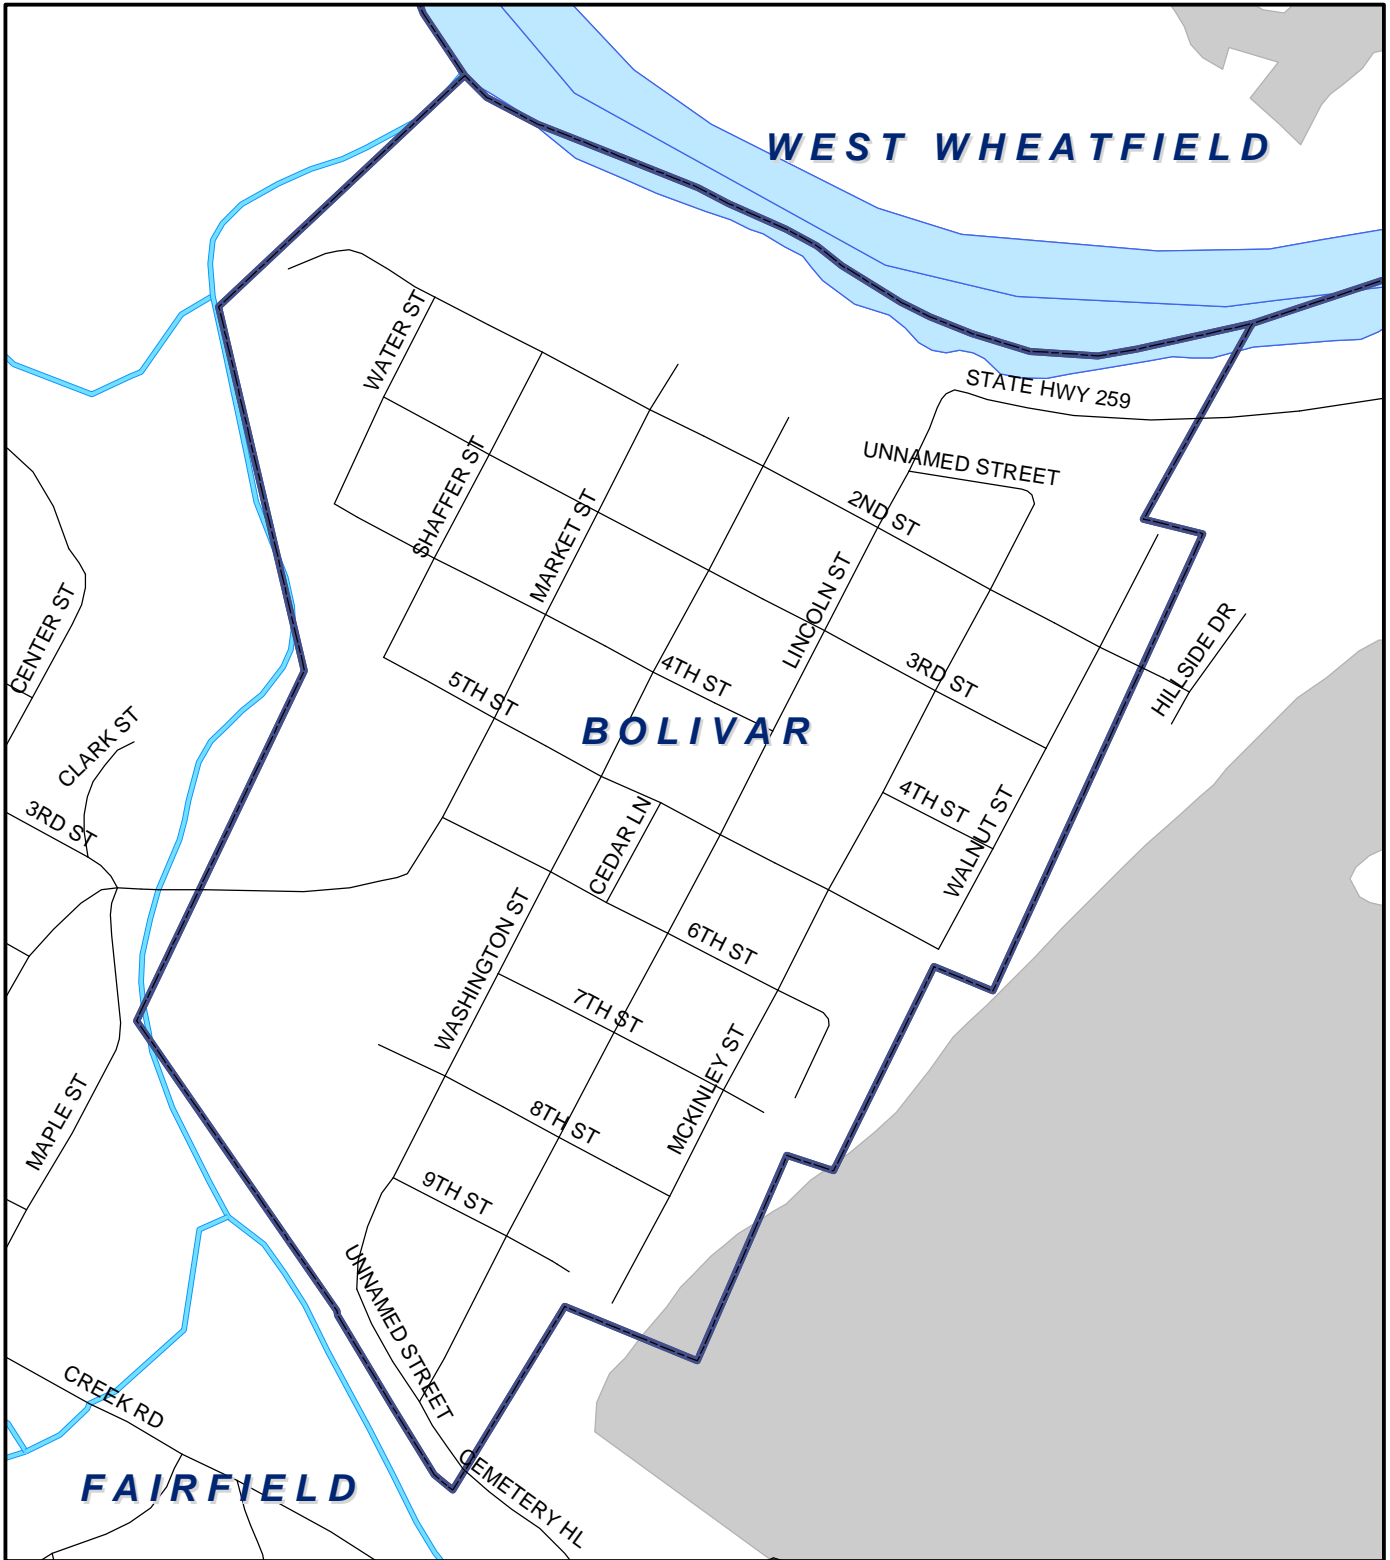 WEST WHEATFIELD
WATER ST
STATE HWY 259
UNNAMED STREET
SHAFFER ST
MARKET ST
2ND ST
LINCOLN ST
CENTER ST
HILLSIDE DR
4TH ST
3RD ST
5TH ST
BOLIVAR
CLARK ST
3RD ST
4TH ST
WALNUT ST
CEDAR LN
WASHINGTON ST
6TH ST
7TH ST
MCKINLEY ST
MAPLE ST
8TH ST
9TH ST
UNNAMED STREET
CREEK RD
CEMETERY HL
FAIRFIELD